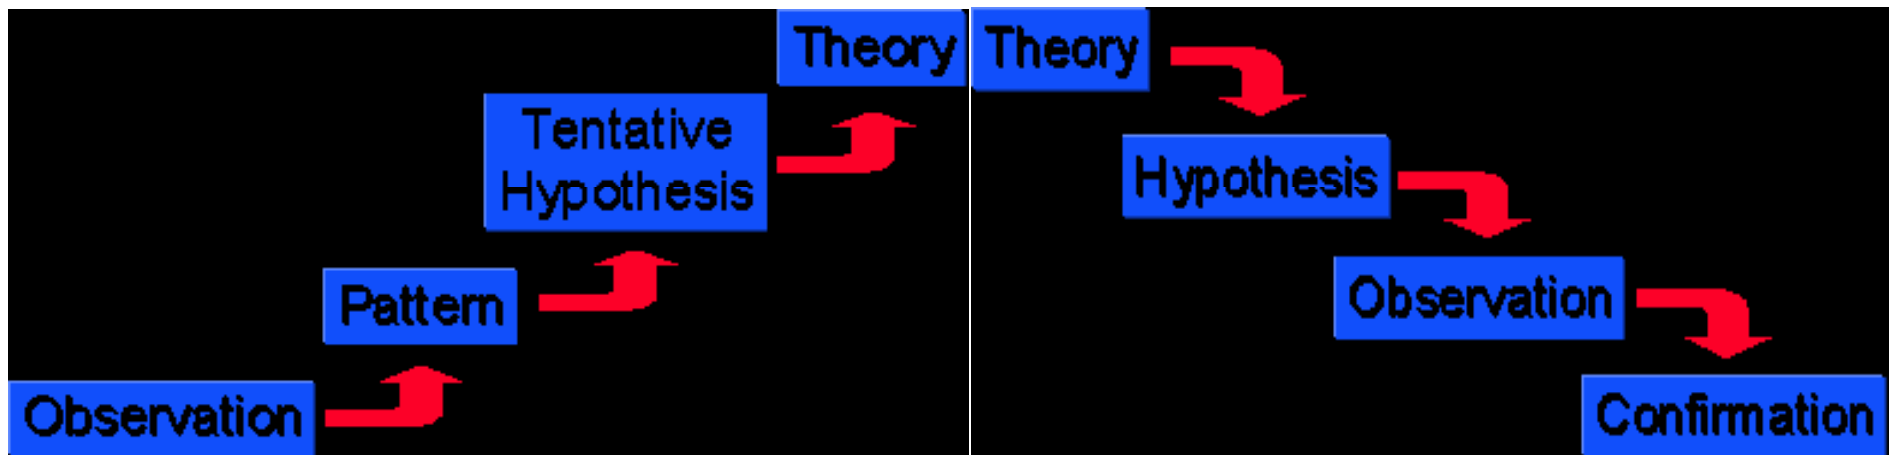 Theory
Tentative
Hypothesis
Pattern
Observation
Theory
Hypothesis
Observation
Confirmation